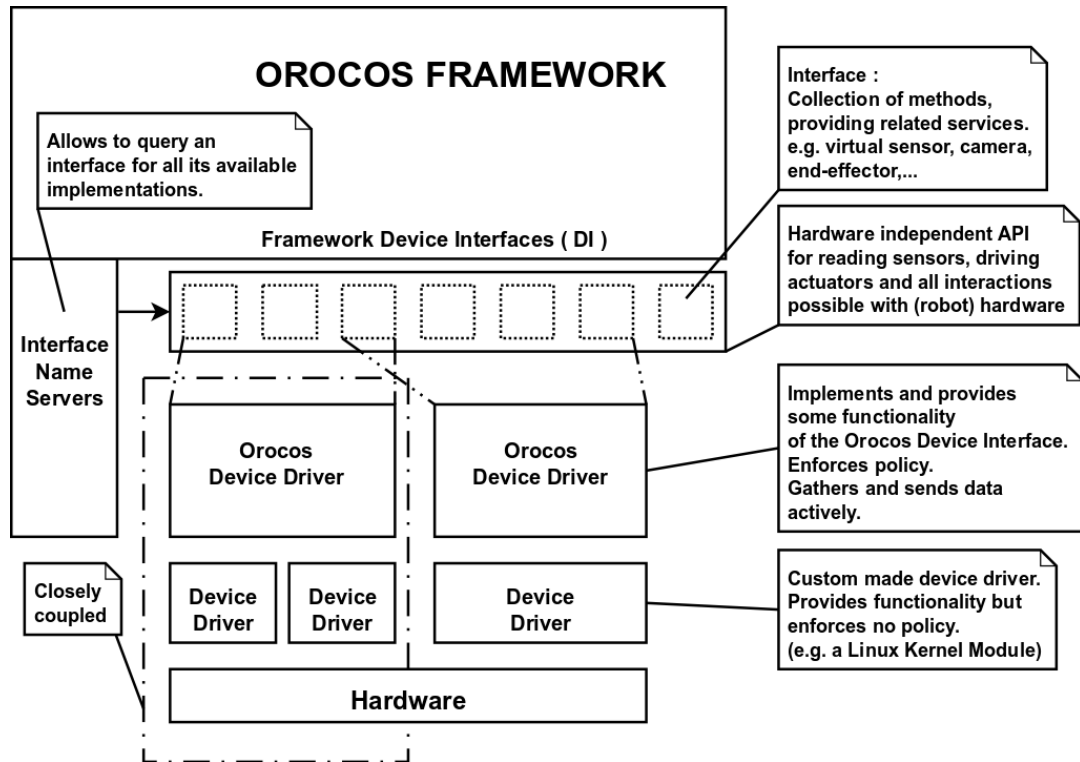 OROCOS FRAMEWORK
Allows to query an
interface for all its available
implementations.
Framework Device Interfaces ( DI )
Interface :
Collection of methods,
providing related services.
e.g. virtual sensor, camera,
end-effector,...
Hardware independent API
for reading sensors, driving
actuators and all interactions
possible with (robot) hardware
Interface
Name
Servers
Orocos
Device Driver
Orocos
Device Driver
Implements and provides
some functionality
of the Orocos Device Interface.
Enforces policy.
Gathers and sends data
actively.
Closely
coupled
Device
Driver
Device
Driver
Device
Driver
Custom made device driver.
Provides functionality but
enforces no policy.
(e.g. a Linux Kernel Module)
Hardware